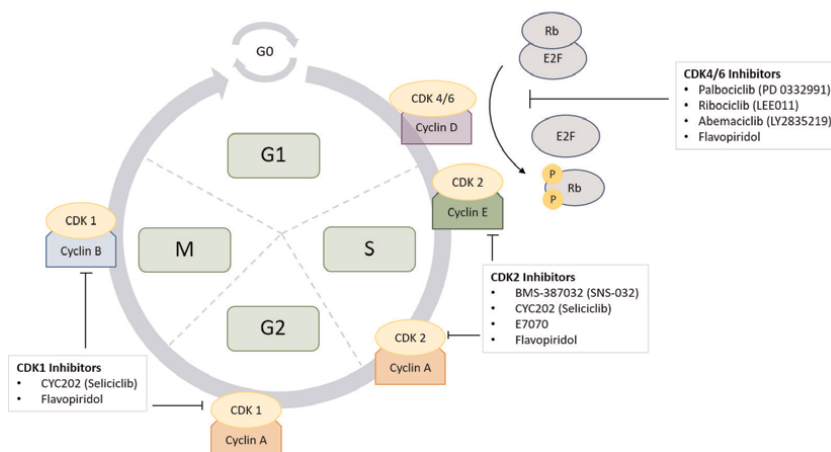 G0
Rb
E2F
CDK 4/6
Cyclin D
CDK4/6 Inhibitors
• Palbociclib (PD 0332991)
• Ribociclib (LEE011)
• Abemaciclib (LY2835219)
• Flavopiridol
E2F
P
Rb
P
G1
CDK 2
Cyclin E
CDK 1
Cyclin B
M
S
CDK2 Inhibitors
• BMS-387032 (SNS-032)
• CYC202 (Seliciclib)
• E7070
• Flavopiridol
G2
CDK 2
Cyclin A
CDK1 Inhibitors
• CYC202 (Seliciclib)
• Flavopiridol
CDK 1
Cyclin A